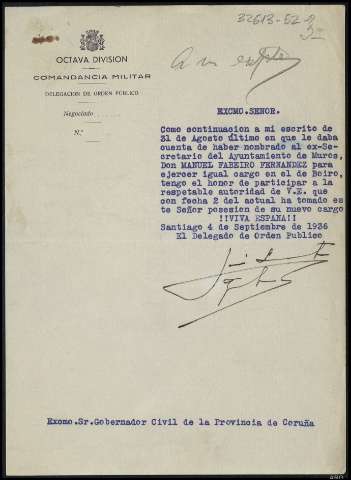 32613-52-2
OCTAVA DIVISION
COMANDANCIA MILITAR
DELEGACION DE ORDEN PUBLICO
Negociado
N.º
A su expte
EXCMO. SEÑOR.
Como continuacion a mi escrito de
31 de Agosto último en que le daba
cuenta de haber nombrado al ex-Se-
cretario del Ayuntamiento de Muros,
Don MANUEL FABEIRO FERNANDEZ para
ejercer igual cargo en el de Boiro,
tengo el honor de participar a la
respetable autoridad de V.E. que
con fecha 2 del actual ha tomado es
te Señor posesion de su nuevo cargo
!!VIVA ESPAÑA!!
Santiago 4 de Septiembre de 1936
El Delegado de Orden Publico
Excmo.Sr.Gobernador Civil de la Provincia de Coruña